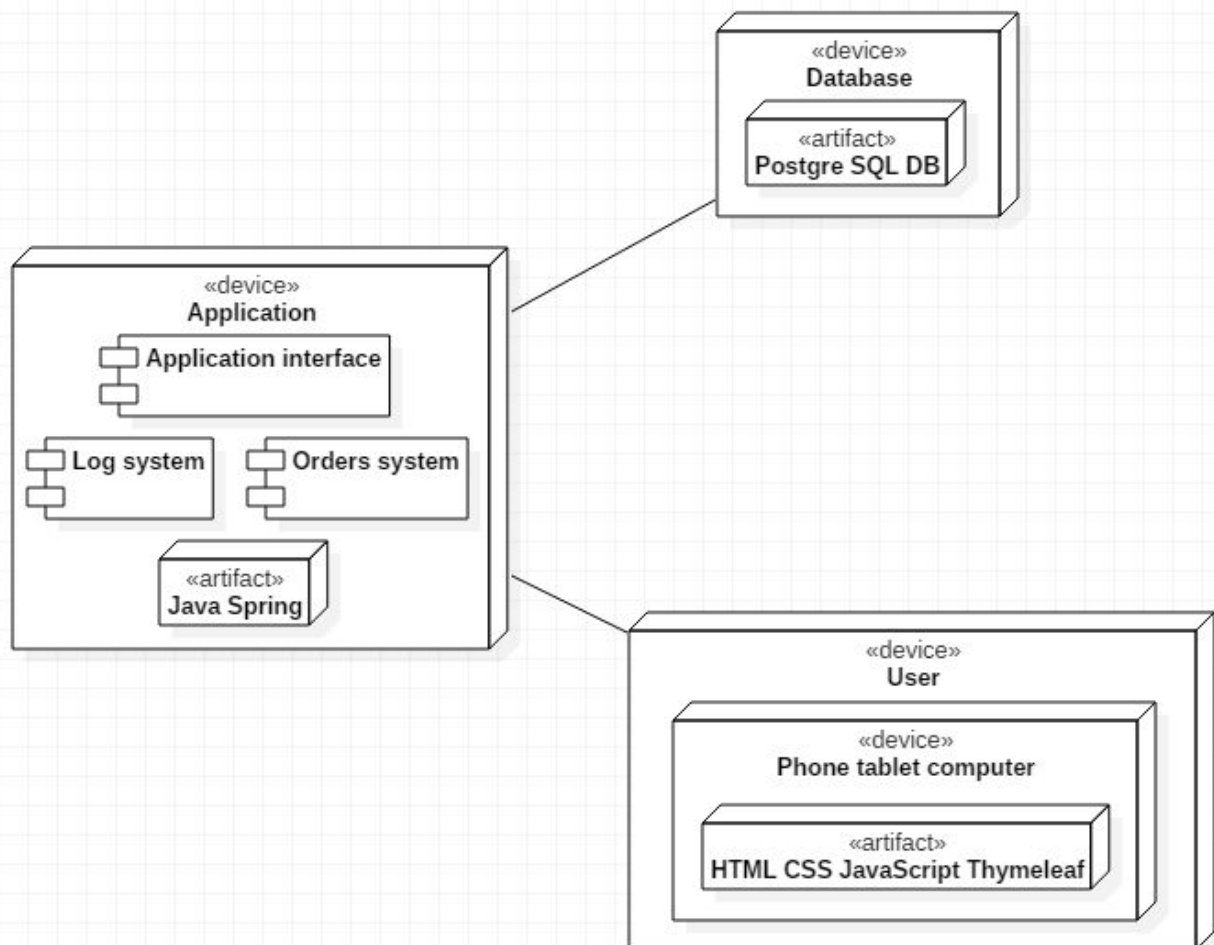 «device»
Database
«artifact»
Postgre SQL DB
«device»
Application
Application interface
Log system
Orders system
«artifact»
Java Spring
«device»
User
«device»
Phone tablet computer
«artifact»
HTML CSS JavaScript Thymeleaf